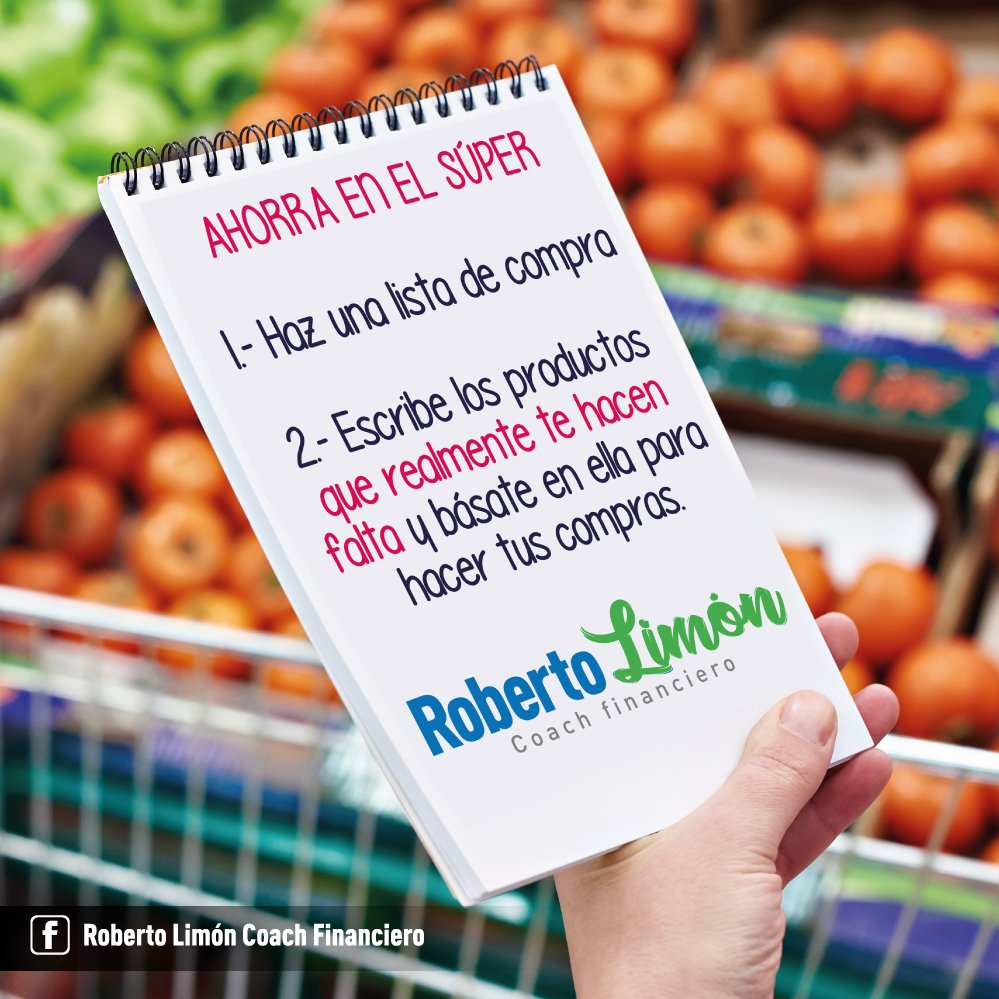 AHORRA EN EL SÚPER
1.- Haz una lista de compra
2.- Escribe los productos
que realmente te hacen
falta y básate en ella para
hacer tus compras.
Roberto Limón
Coach financiero
f Roberto Limón Coach Financiero